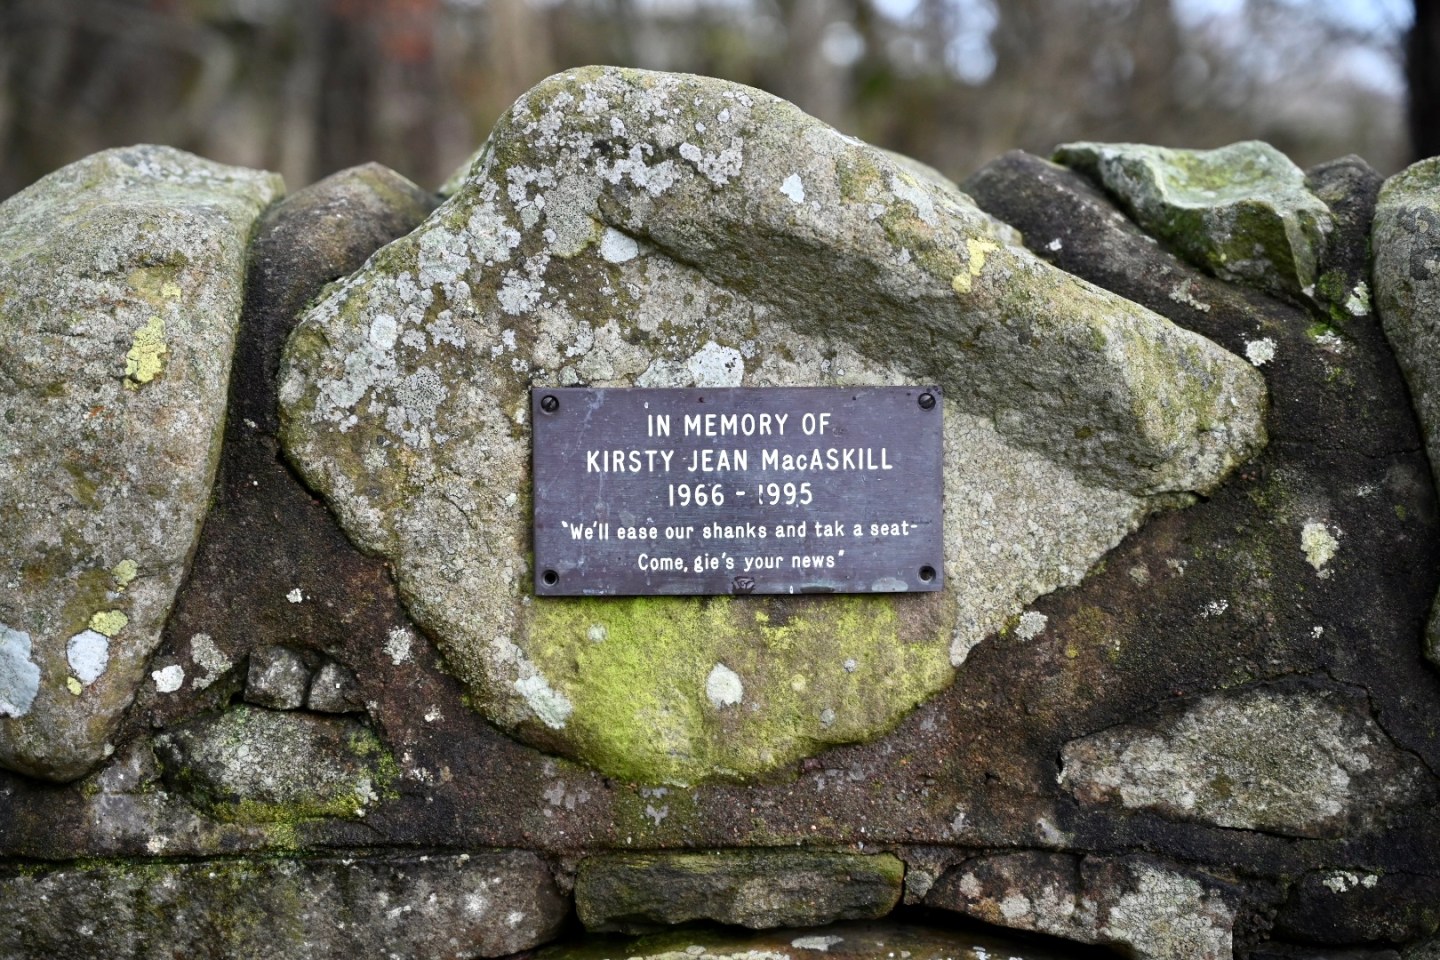 IN MEMORY OF
KIRSTY JEAN MacASKILL
1966 - 1995
"We'll ease our shanks and tak a seat-
Come, gie's your news"